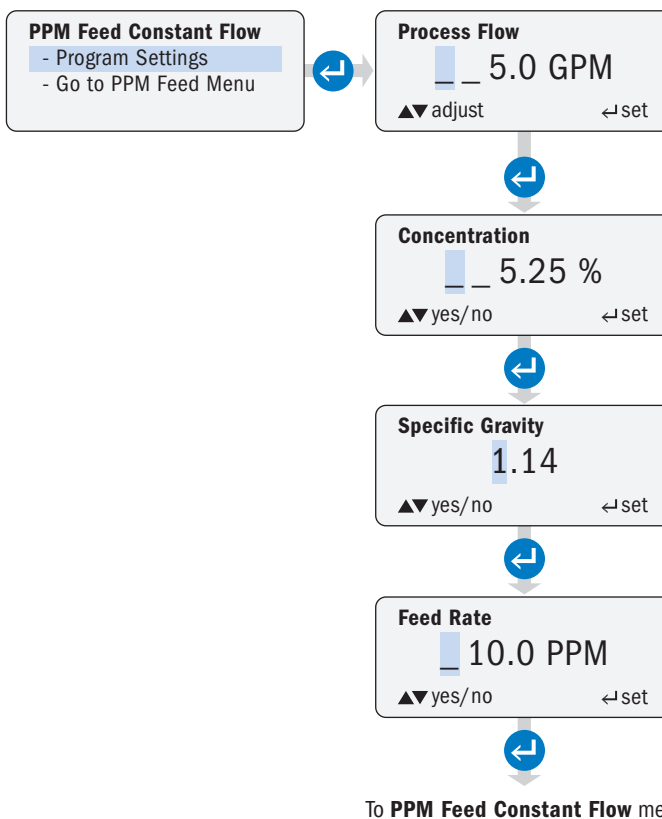 PPM Feed Constant Flow
- Program Settings
- Go to PPM Feed Menu
Process Flow
_ _ 5.0 GPM
▲▼ adjust ↵ set
Concentration
_ _ 5.25 %
▲▼ yes/no ↵ set
Specific Gravity
1.14
▲▼ yes/no ↵ set
Feed Rate
_ 10.0 PPM
▲▼ yes/no ↵ set
To PPM Feed Constant Flow me